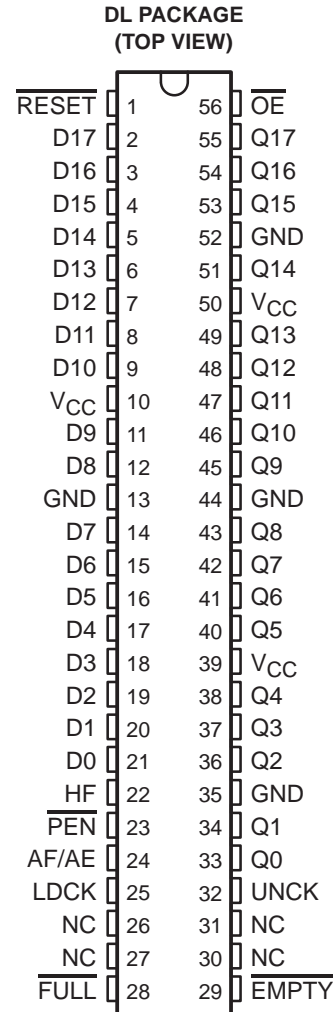 DL PACKAGE
(TOP VIEW)
RESET 1 56 OE
D17 2 55 Q17
D16 3 54 Q16
D15 4 53 Q15
D14 5 52 GND
D13 6 51 Q14
D12 7 50 VCC
D11 8 49 Q13
D10 9 48 Q12
VCC 10 47 Q11
D9 11 46 Q10
D8 12 45 Q9
GND 13 44 GND
D7 14 43 Q8
D6 15 42 Q7
D5 16 41 Q6
D4 17 40 Q5
D3 18 39 VCC
D2 19 38 Q4
D1 20 37 Q3
D0 21 36 Q2
HF 22 35 GND
PEN 23 34 Q1
AF/AE 24 33 Q0
LDCK 25 32 UNCK
NC 26 31 NC
NC 27 30 NC
FULL 28 29 EMPTY